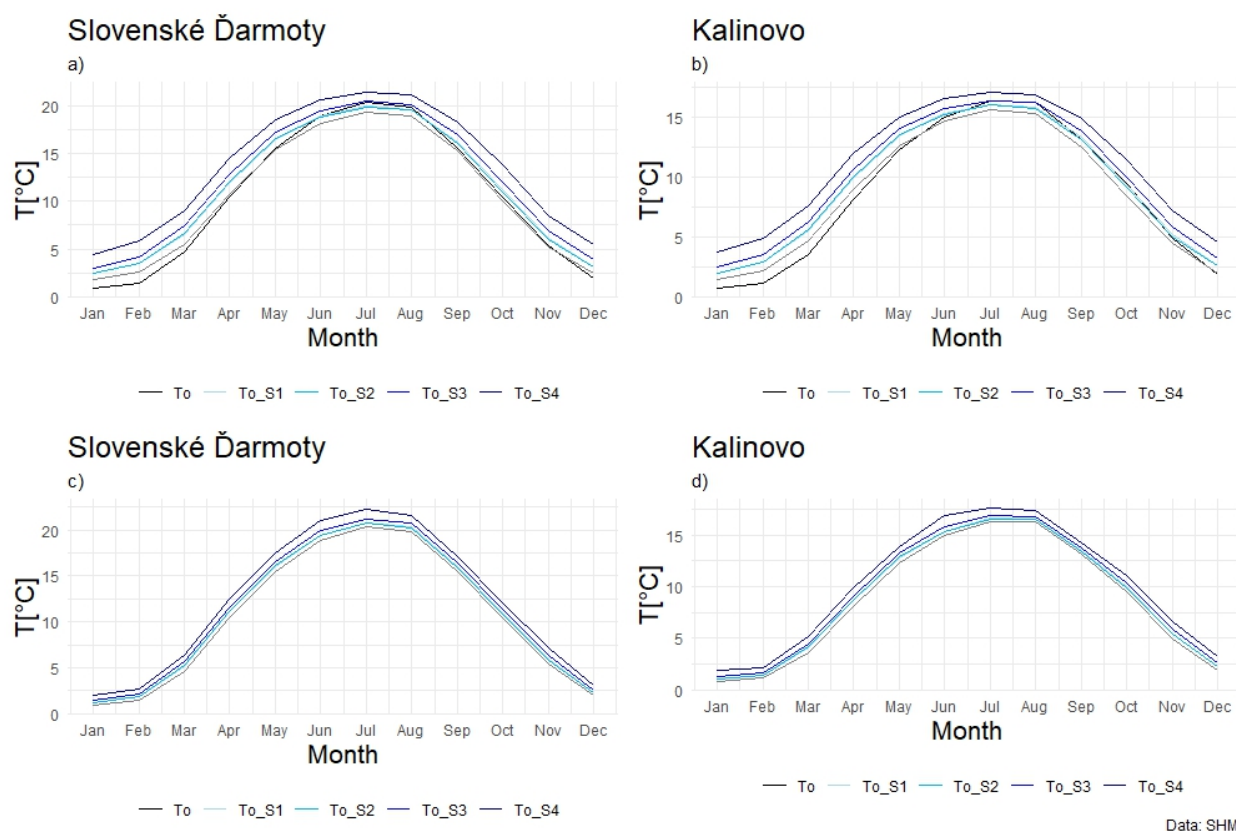 Slovenské Ďarmoty
a)
T[°C]
20
15
10
5
0
Jan Feb Mar Apr May Jun Jul Aug Sep Oct Nov Dec
Month
To To_S1 To_S2 To_S3 To_S4
Kalinovo
b)
T[°C]
15
10
5
0
Jan Feb Mar Apr May Jun Jul Aug Sep Oct Nov Dec
Month
To To_S1 To_S2 To_S3 To_S4
Slovenské Ďarmoty
c)
T[°C]
20
15
10
5
0
Jan Feb Mar Apr May Jun Jul Aug Sep Oct Nov Dec
Month
To To_S1 To_S2 To_S3 To_S4
Kalinovo
d)
T[°C]
15
10
5
0
Jan Feb Mar Apr May Jun Jul Aug Sep Oct Nov Dec
Month
To To_S1 To_S2 To_S3 To_S4
Data: SHM